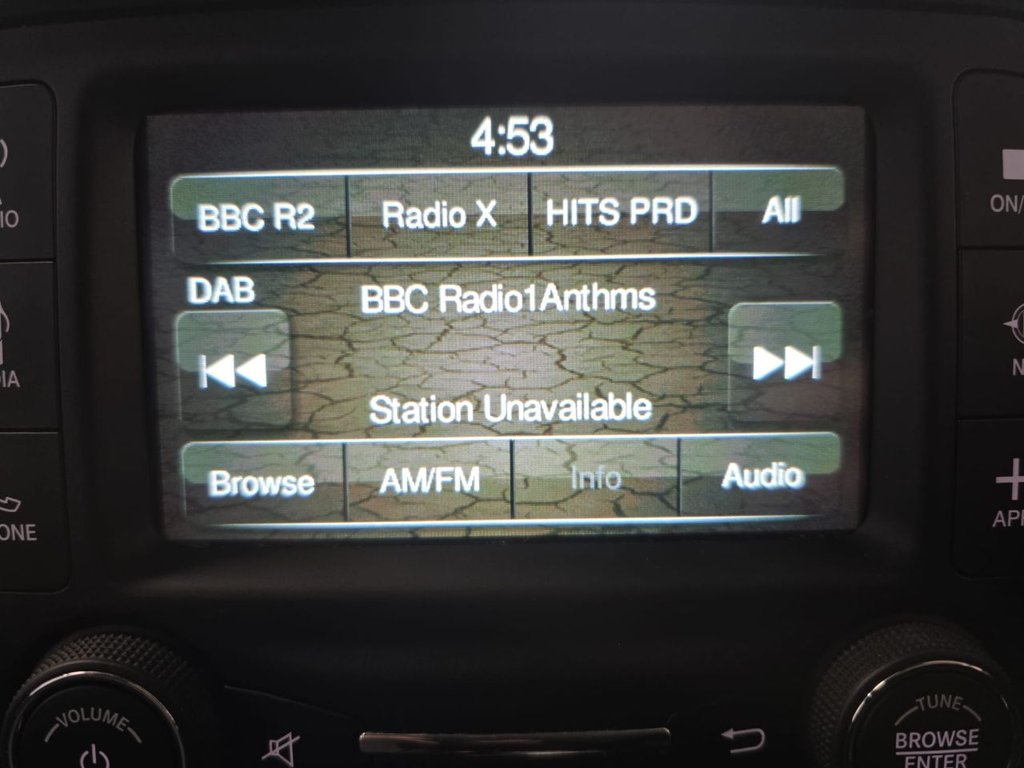 4:53
BBC R2 Radio X HITS PRD All
DAB
BBC Radio1Anthms
Station Unavailable
Browse AM/FM Info Audio
VOLUME
TUNE
BROWSE
ENTER